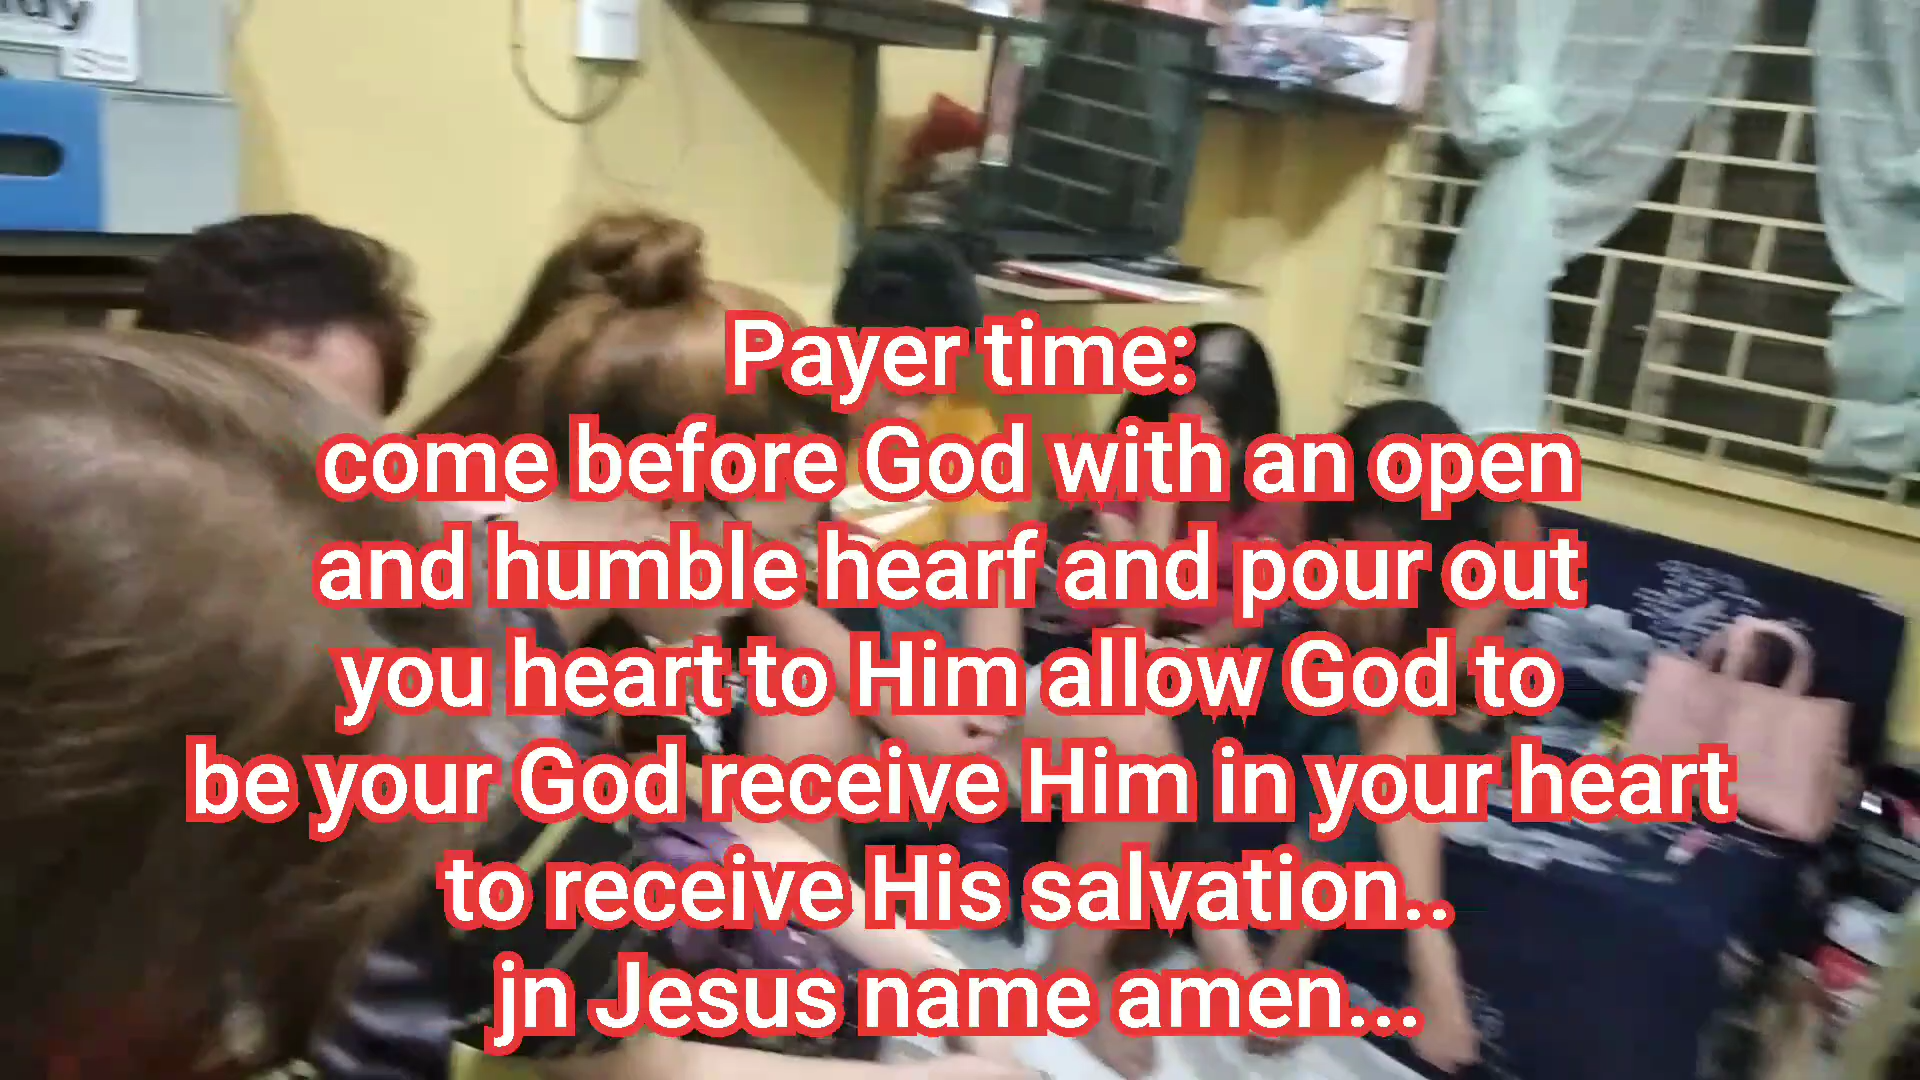 Payer time:
come before God with an open
and humble hearf and pour out
you heart to Him allow God to
be your God receive Him in your heart
to receive His salvation..
jn Jesus name amen...